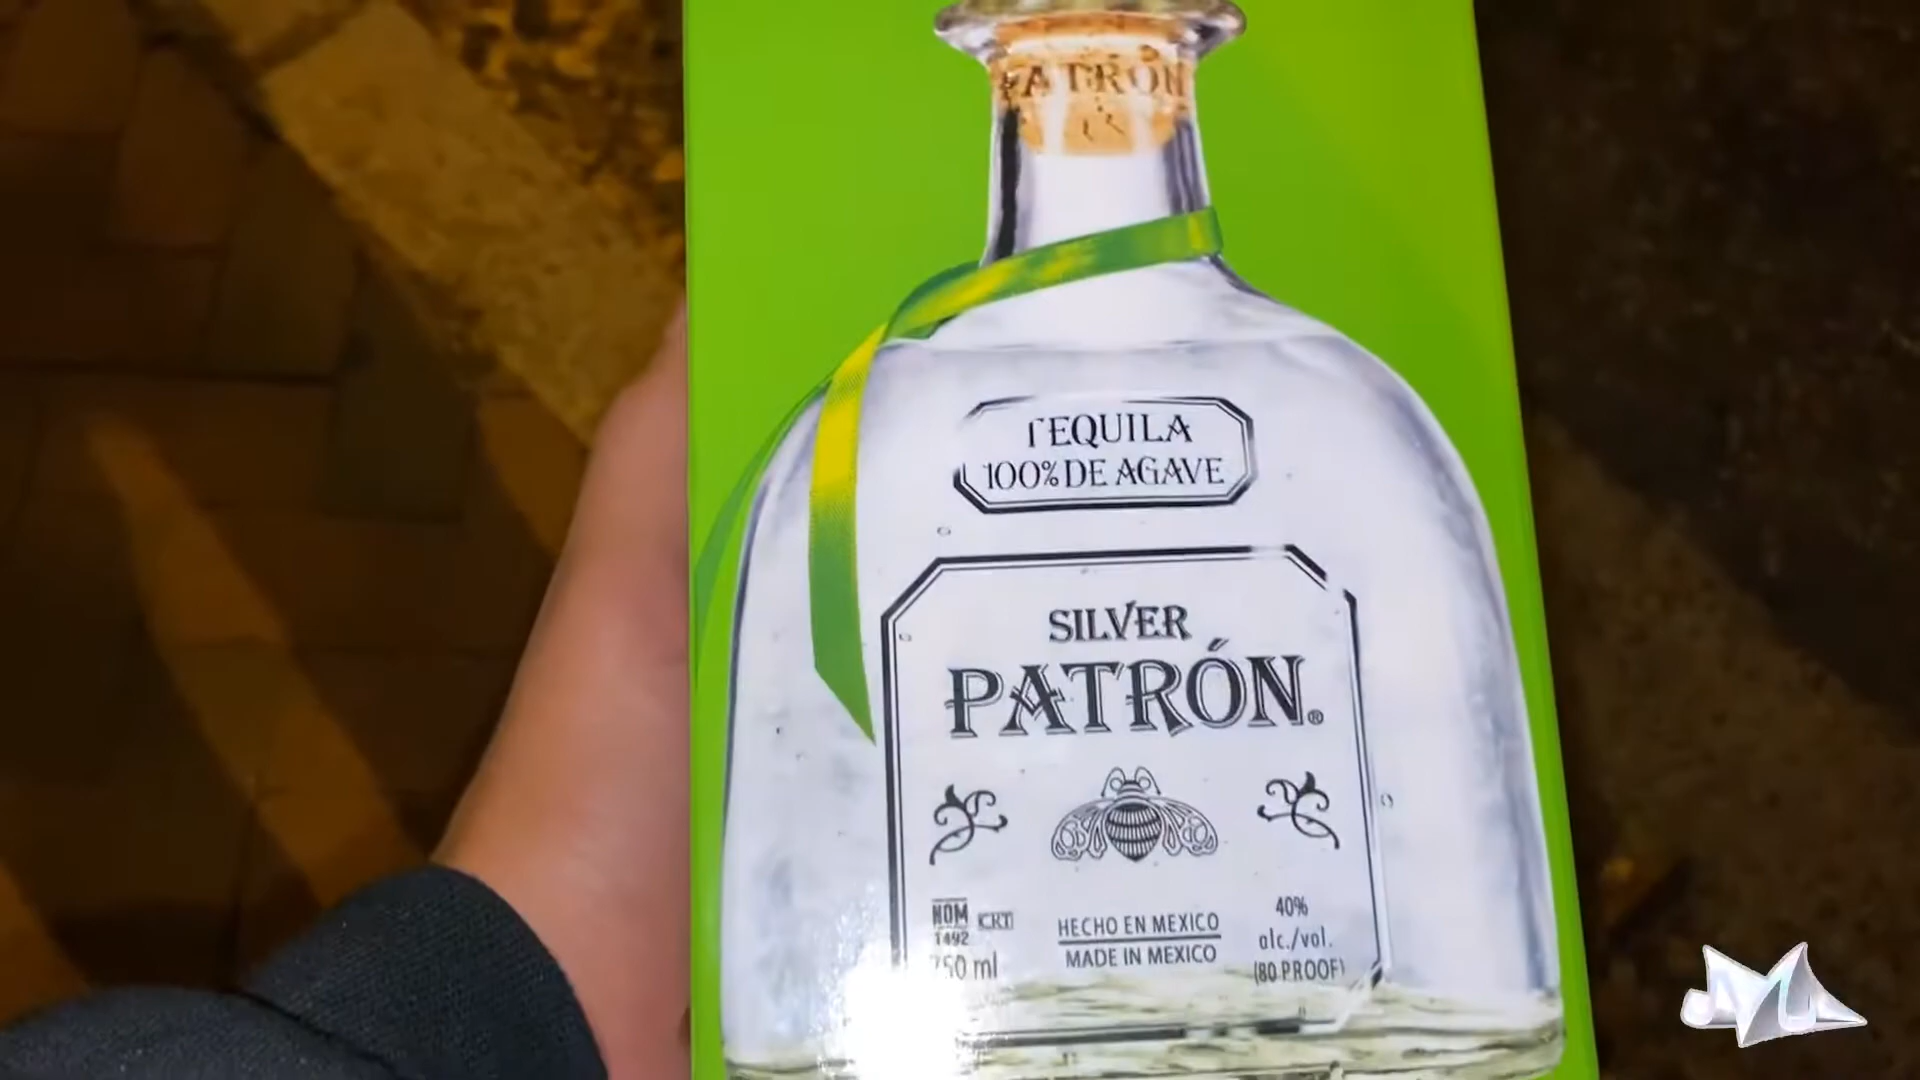 PATRÓN
TEQUILA
100% DE AGAVE
SILVER
PATRÓN®
NOM CRT
1492
750 ml
HECHO EN MEXICO
MADE IN MEXICO
40%
alc./vol.
(80 PROOF)